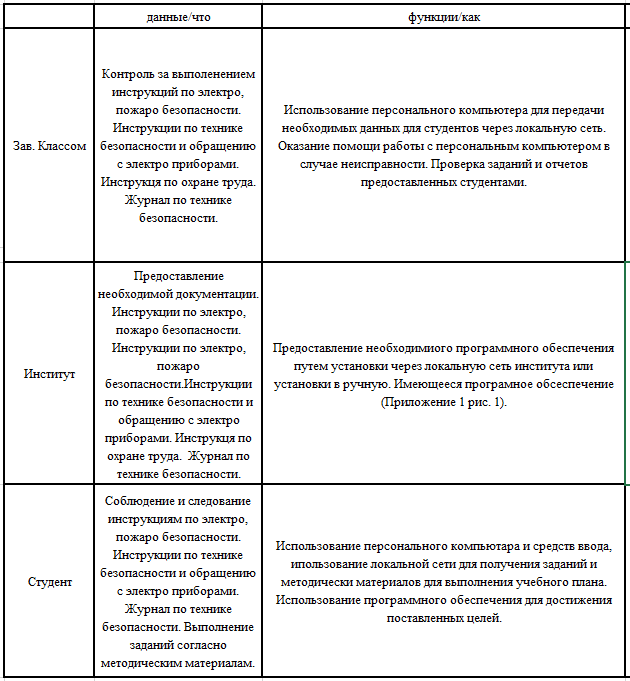 данные/что
функции/как
Зав. Классом
Контроль за выполенением
инструкций по электро,
пожаро безопасности.
Инструкции по технике
безопасности и обращению
с электро приборами.
Инструкця по охране труда.
Журнал по технике
безопасности.
Использование персонального компьютера для передачи
необходимых данных для студентов через локальную сеть.
Оказание помощи работы с персональным компьютером в
случае неисправности. Проверка заданий и отчетов
предоставленных студентами.
Институт
Предоставление
необходимой документации.
Инструкции по электро,
пожаро безопасности.
Инструкции по электро,
пожаро
безопасности.Инструкции
по технике безопасности и
обращению с электро
приборами. Инструкця по
охране труда. Журнал по
технике безопасности.
Предоставление необходимиого программного обеспечения
путем установки через локальную сеть института или
установки в ручную. Имеющееся програмное обсеспечение
(Приложение 1 рис. 1).
Студент
Соблюдение и следование
инструкциям по электро,
пожаро безопасности.
Инструкции по технике
безопасности и обращению
с электро приборами.
Журнал по технике
безопасности. Выполнение
заданий согласно
методическим материалам.
Использование персонального компьютара и средств ввода,
ипользование локальной сети для получения заданий и
методически материалов для выполнения учебного плана.
Использование программного обеспечения для достижения
поставленных целей.